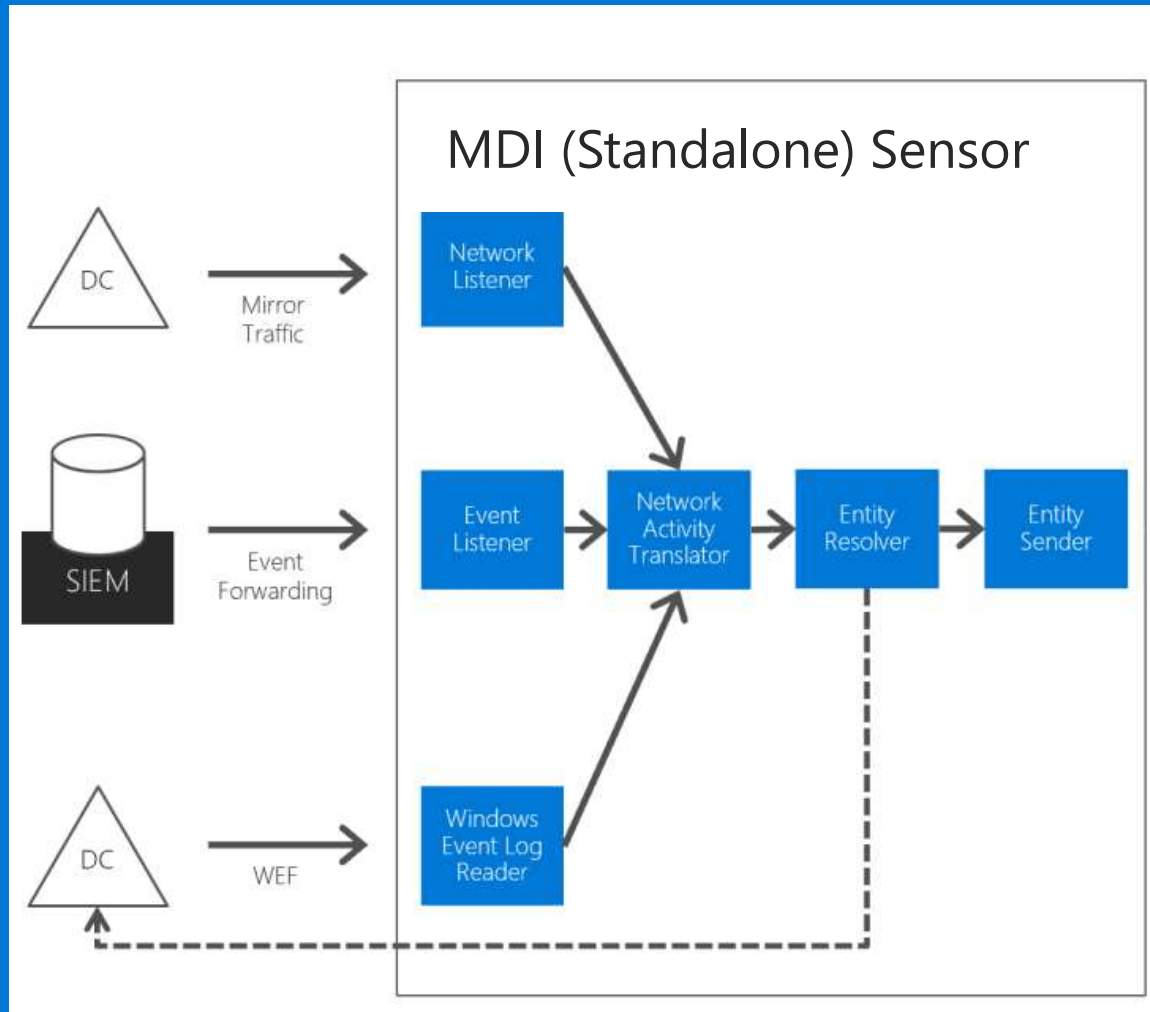 MDI (Standalone) Sensor
DC
Mirror
Traffic
Network
Listener
SIEM
Event
Forwarding
Event
Listener
Network
Activity
Translator
Entity
Resolver
Entity
Sender
DC
WEF
Windows
Event Log
Reader